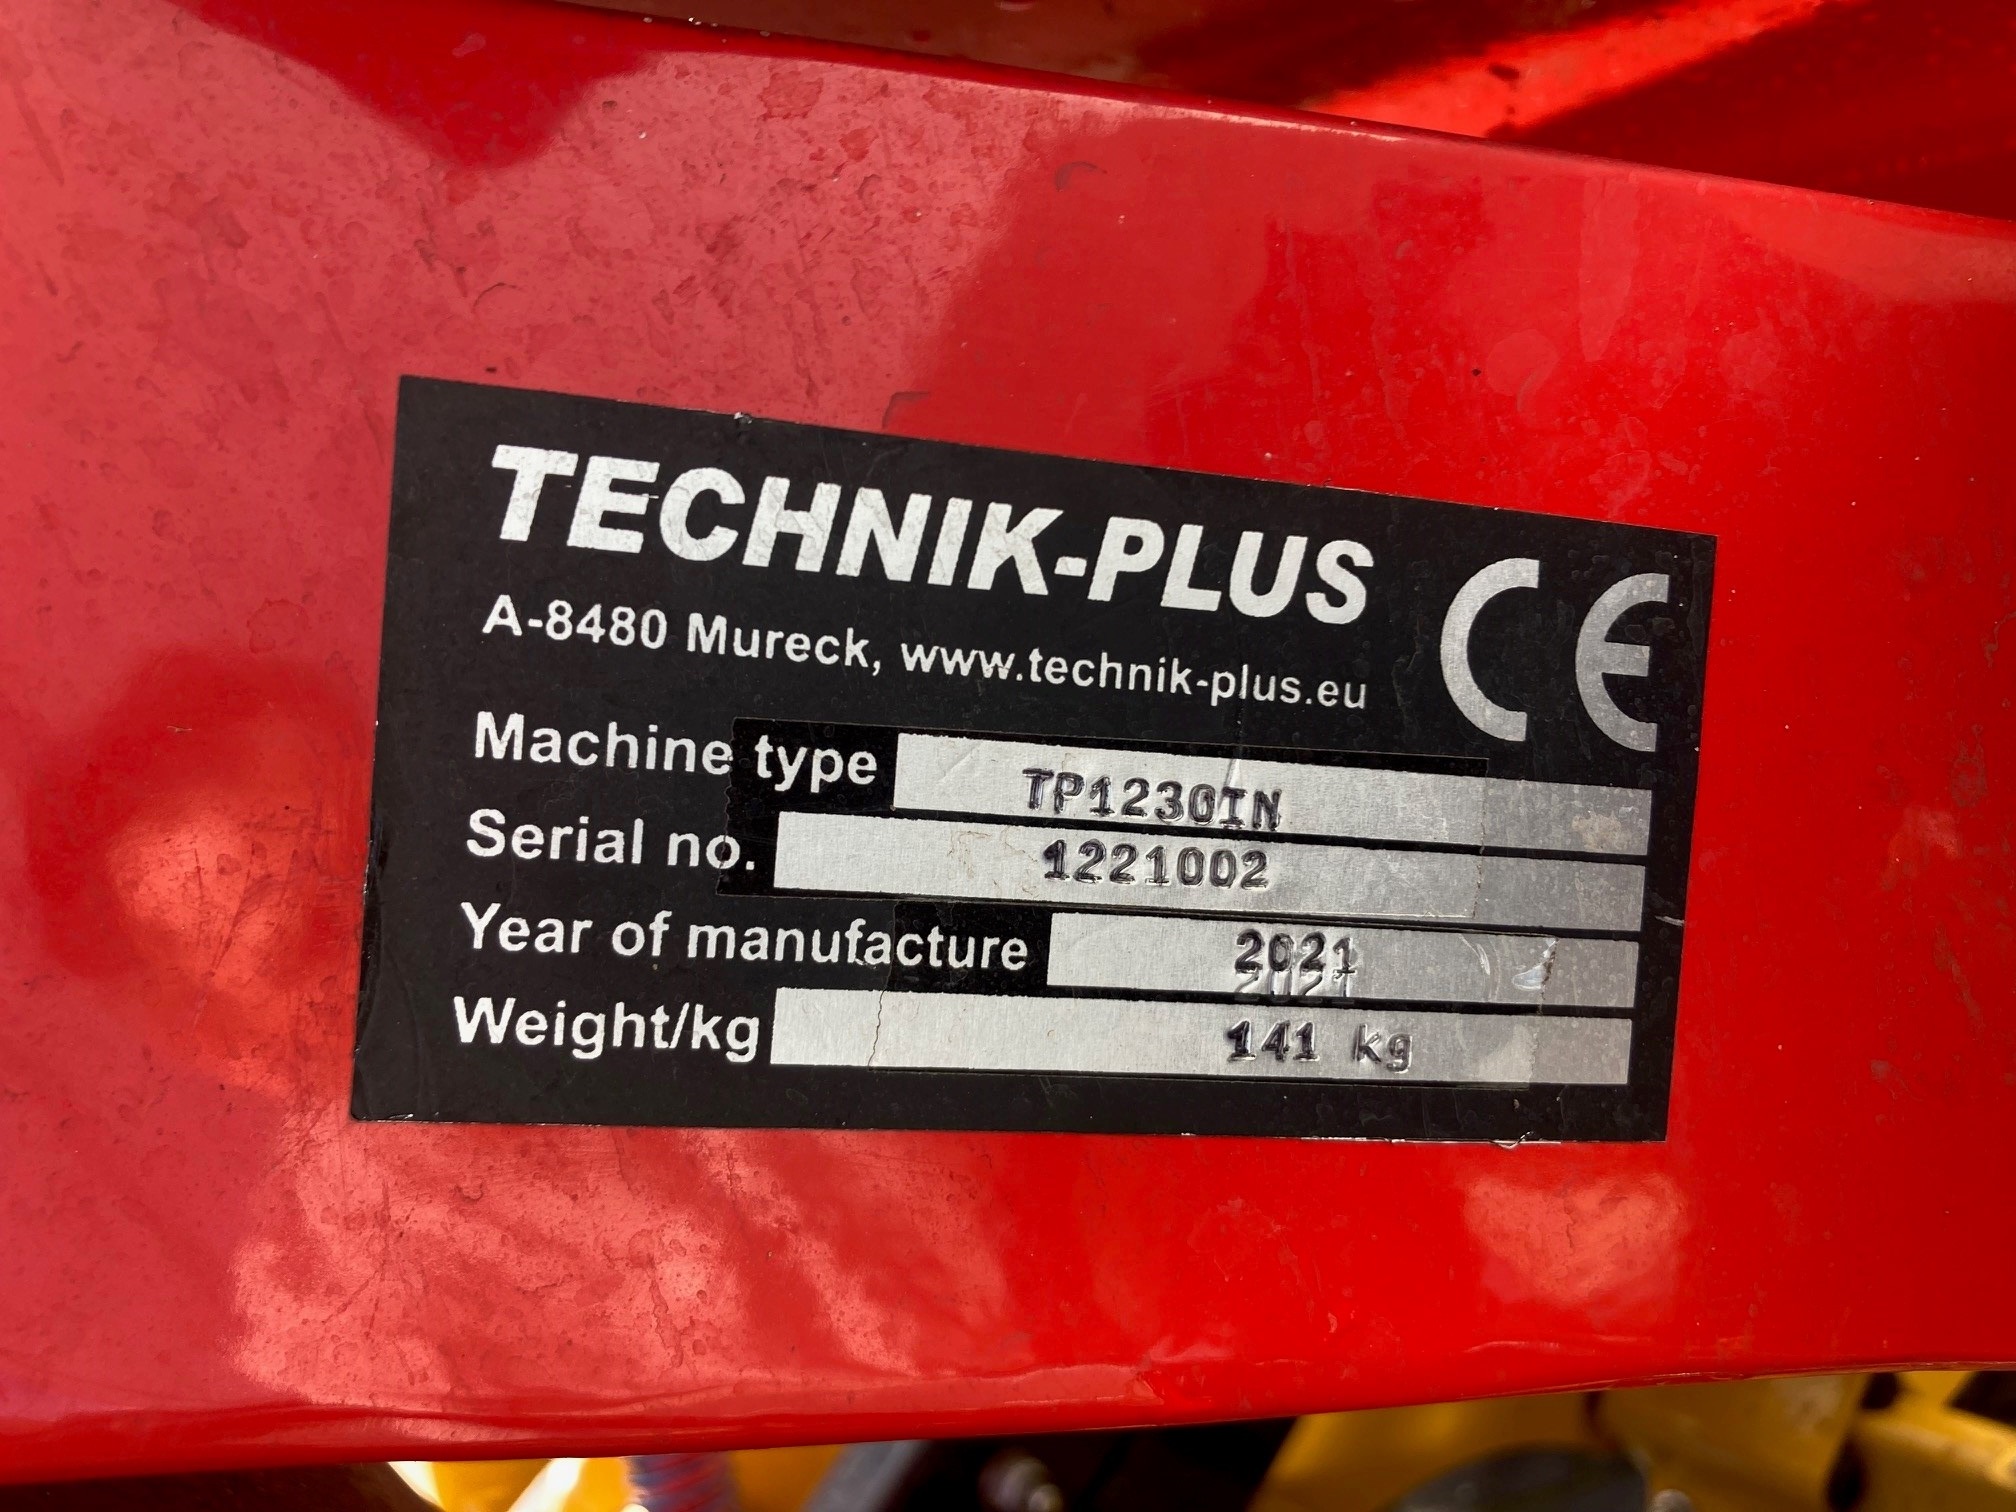 TECHNIK-PLUS
A-8480 Mureck, www.technik-plus.eu
CE
Machine type TP1230IN
Serial no. 1221002
Year of manufacture 2021
Weight/kg 141 kg